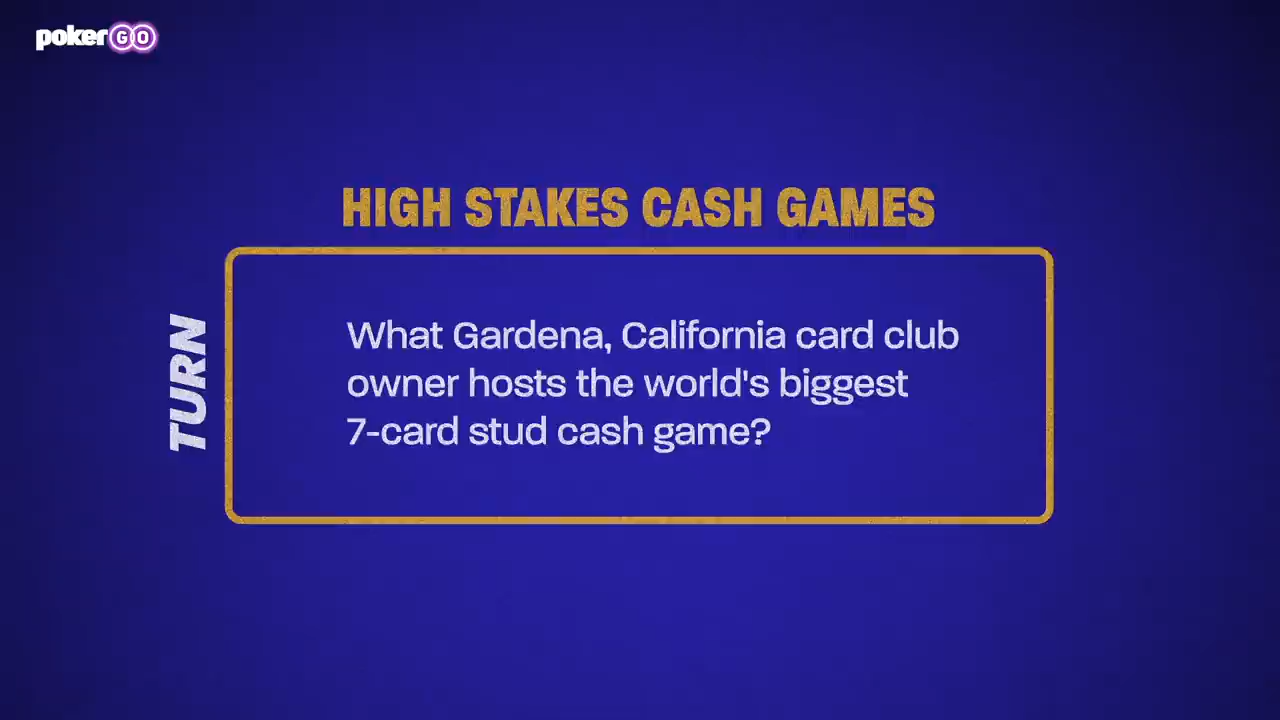 pokerGO
HIGH STAKES CASH GAMES
TURN
What Gardena, California card club
owner hosts the world's biggest
7-card stud cash game?